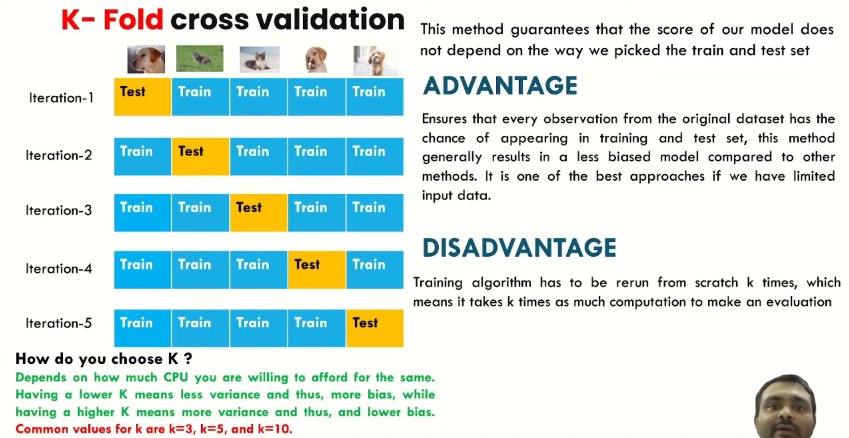 K- Fold cross validation
This method guarantees that the score of our model does
not depend on the way we picked the train and test set
Iteration-1 Test Train Train Train Train
Iteration-2 Train Test Train Train Train
Iteration-3 Train Train Test Train Train
Iteration-4 Train Train Train Test Train
Iteration-5 Train Train Train Train Test
How do you choose K ?
Depends on how much CPU you are willing to afford for the same.
Having a lower K means less variance and thus, more bias, while
having a higher K means more variance and thus, and lower bias.
Common values for k are k=3, k=5, and k=10.
ADVANTAGE
Ensures that every observation from the original dataset has the
chance of appearing in training and test set, this method
generally results in a less biased model compared to other
methods. It is one of the best approaches if we have limited
input data.
DISADVANTAGE
Training algorithm has to be rerun from scratch k times, which
means it takes k times as much computation to make an evaluation